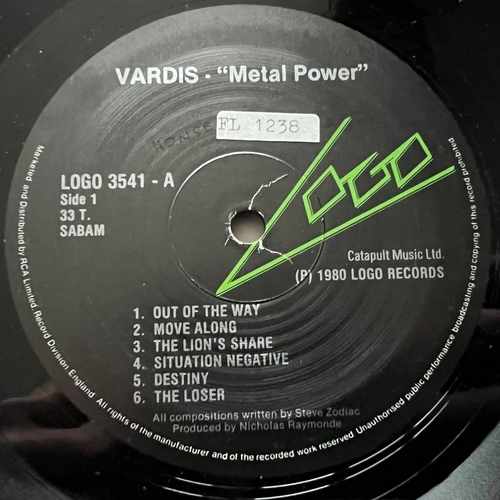 VARDIS - "Metal Power"
FL 1238
LOGO
LOGO 3541 - A
Side 1
33 T.
SABAM
Catapult Music Ltd.
(P) 1980 LOGO RECORDS
1. OUT OF THE WAY
2. MOVE ALONG
3. THE LION'S SHARE
4. SITUATION NEGATIVE
5. DESTINY
6. THE LOSER
All compositions written by Steve Zodiac
Produced by Nicholas Raymonde
Marketed and Distributed by RCA Limited, Record Division, England. All rights of the manufacturer and of the recorded work reserved. Unauthorised public performance, broadcasting and copying of this record prohibited.